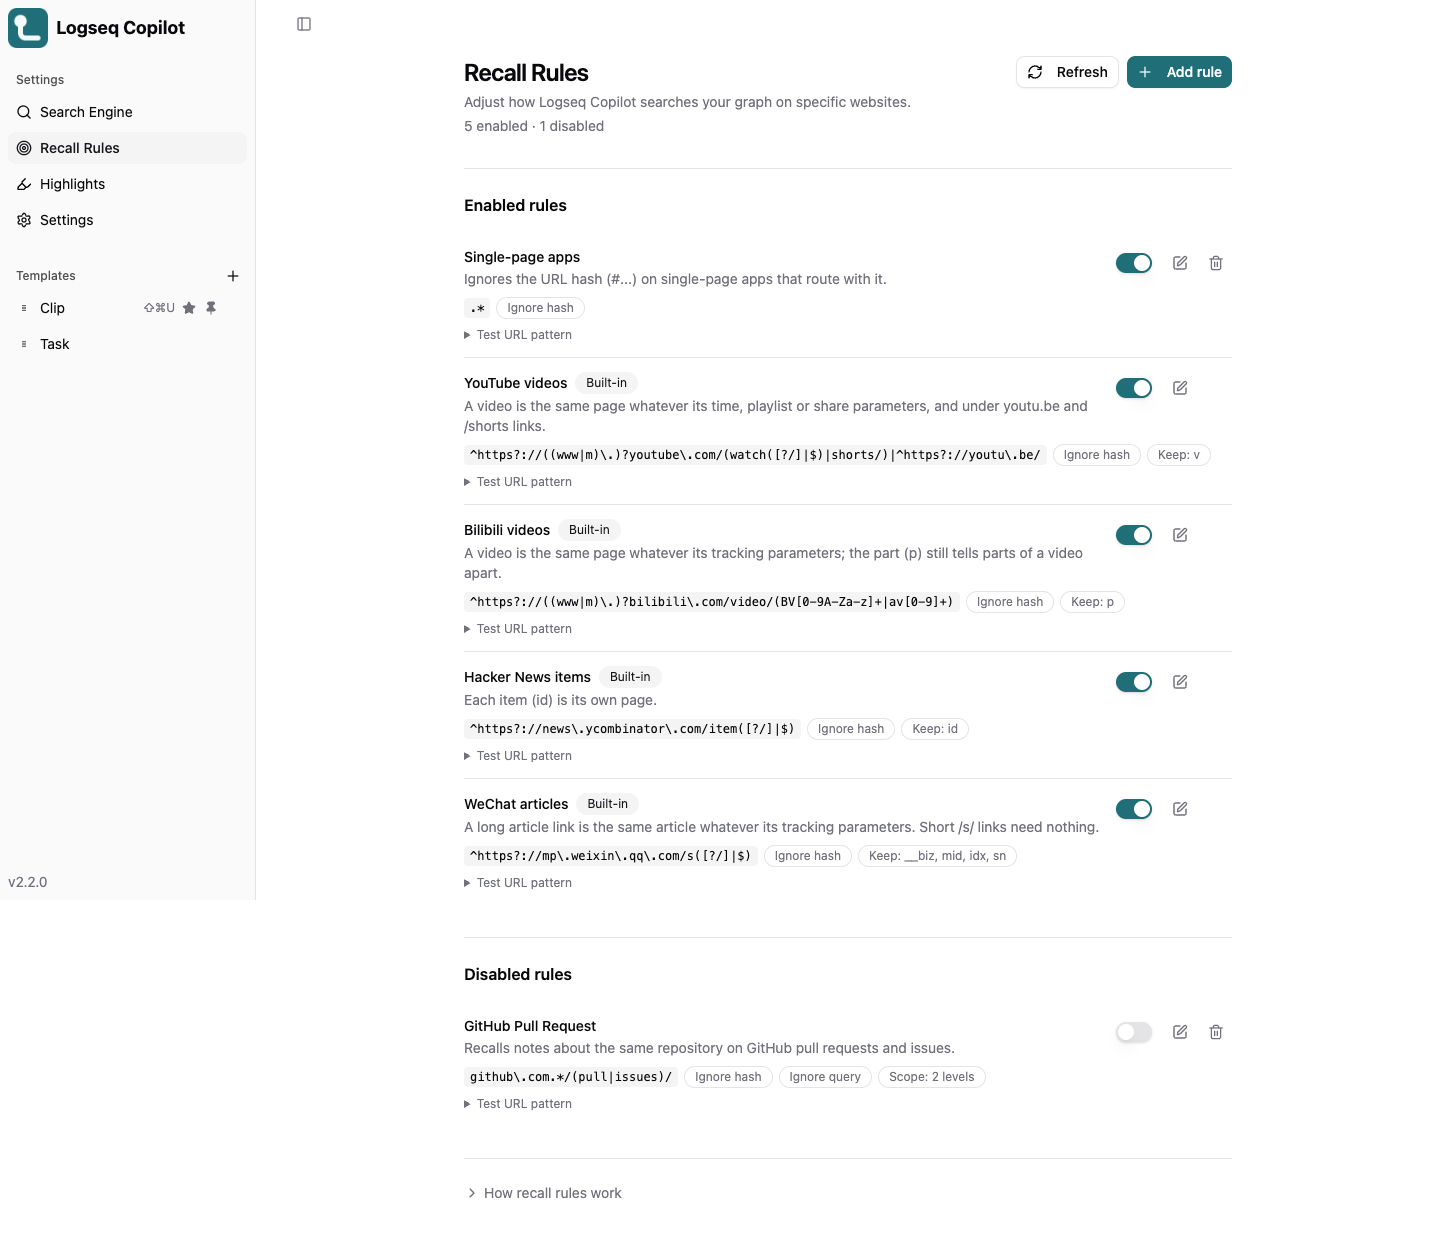 Logseq Copilot
Settings
Search Engine
Recall Rules
Highlights
Settings
Templates
Clip ⇧⌘U
Task
v2.2.0
Recall Rules
Refresh
Add rule
Adjust how Logseq Copilot searches your graph on specific websites.
5 enabled · 1 disabled
Enabled rules
Single-page apps
Ignores the URL hash (#...) on single-page apps that route with it.
.* Ignore hash
Test URL pattern
YouTube videos Built-in
A video is the same page whatever its time, playlist or share parameters, and under youtu.be and
/shorts links.
^https?://((www|m)\.)?youtube\.com/(watch([?/]|$)|shorts/)|^https?://youtu\.be/ Ignore hash Keep: v
Test URL pattern
Bilibili videos Built-in
A video is the same page whatever its tracking parameters; the part (p) still tells parts of a video
apart.
^https?://((www|m)\.)?bilibili\.com/video/(BV[0-9A-Za-z]+|av[0-9]+) Ignore hash Keep: p
Test URL pattern
Hacker News items Built-in
Each item (id) is its own page.
^https?://news\.ycombinator\.com/item([?/]|$) Ignore hash Keep: id
Test URL pattern
WeChat articles Built-in
A long article link is the same article whatever its tracking parameters. Short /s/ links need nothing.
^https?://mp\.weixin\.qq\.com/s([?/]|$) Ignore hash Keep: __biz, mid, idx, sn
Test URL pattern
Disabled rules
GitHub Pull Request
Recalls notes about the same repository on GitHub pull requests and issues.
github\.com.*/(pull|issues)/ Ignore hash Ignore query Scope: 2 levels
Test URL pattern
How recall rules work